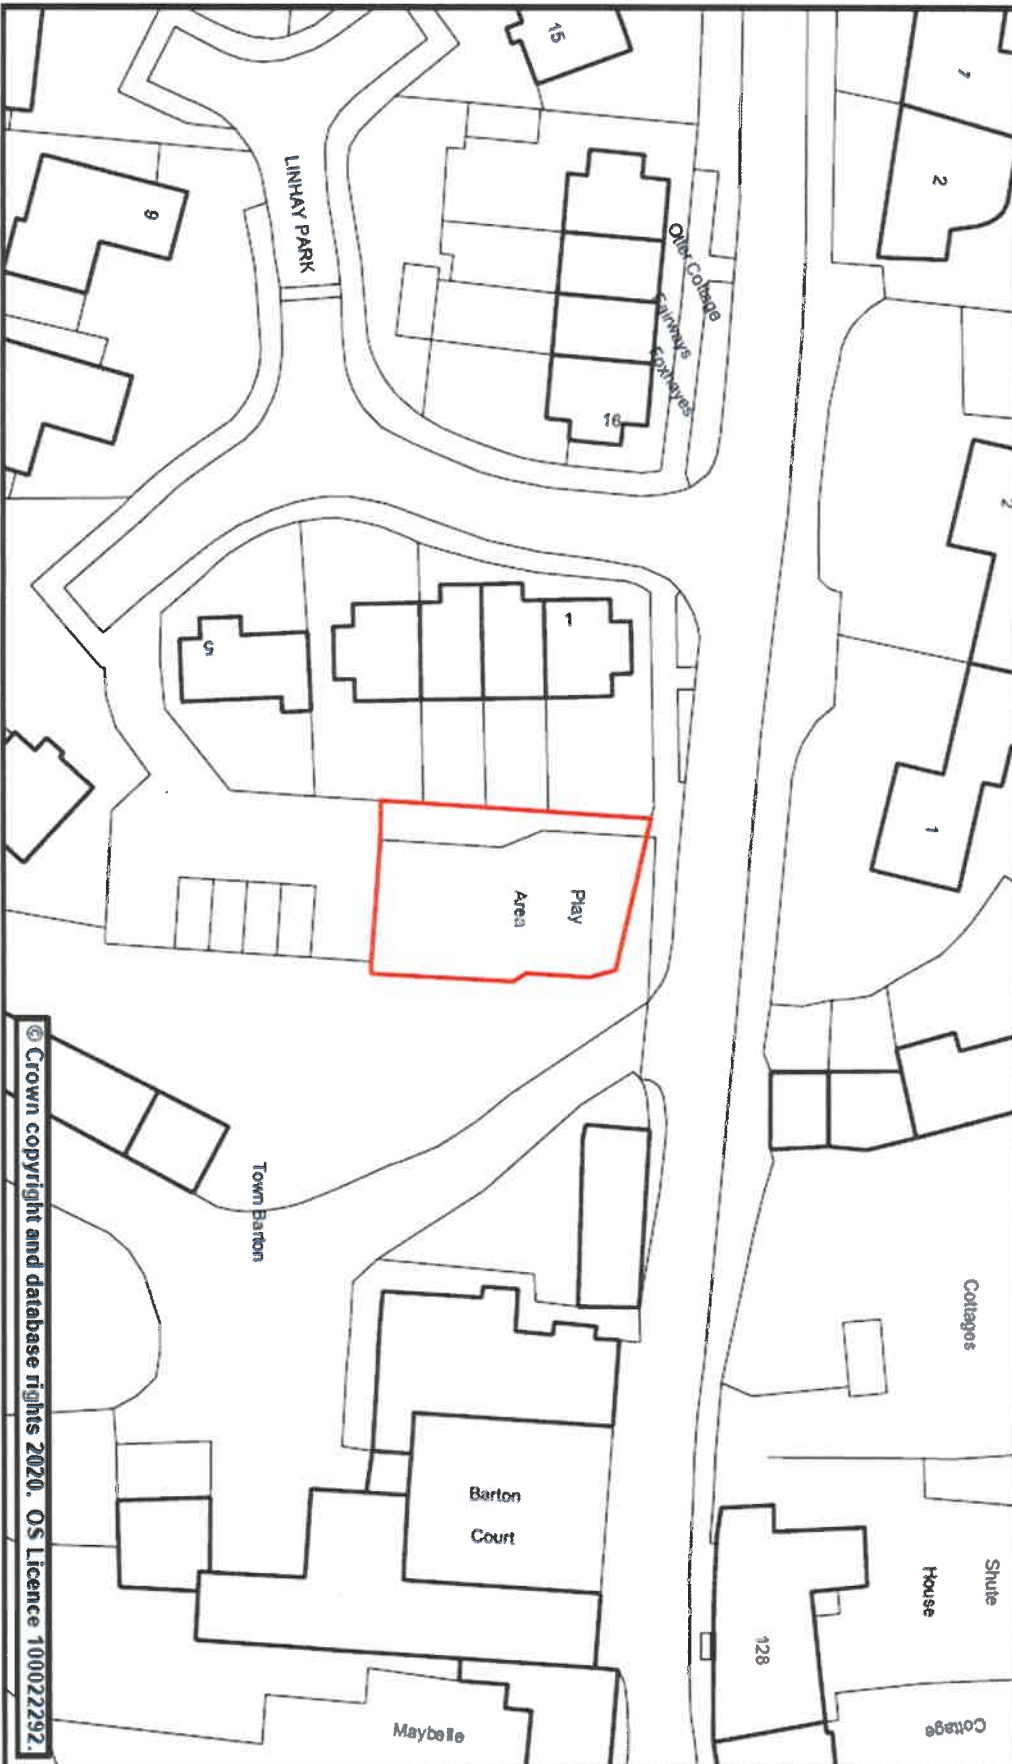 15
1
2
LINHAY PARK
9
Otter Cottage
Fairways
Foxhayes
16
2
1
5
1
Play
Area
Town Barton
Cottages
Barton
Court
Shute
House
128
Maybelle
Cottage
© Crown copyright and database rights 2020. OS Licence 100022292.